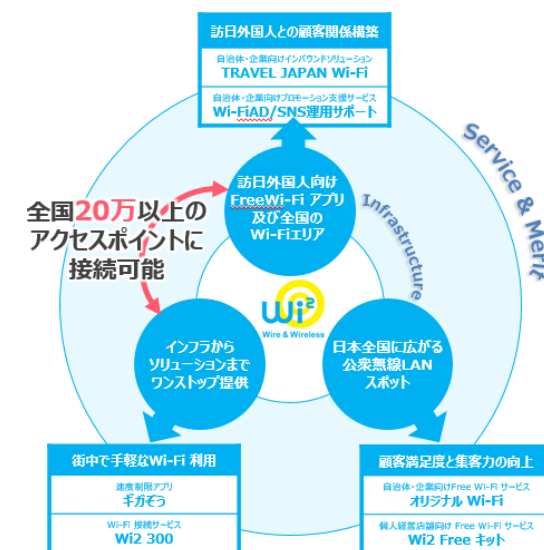 訪日外国人との顧客関係構築
自治体・企業向けインバウンドソリューション
TRAVEL JAPAN Wi-Fi
自治体・企業向けプロモーション支援サービス
Wi-FiAD/SNS運用サポート
Service & Merit
訪日外国人向け
FreeWi-Fi アプリ
及び全国の
Wi-Fiエリア
Infrastructure
全国20万以上の
アクセスポイントに
接続可能
Wi2
Wire & Wireless
インフラから
ソリューションまで
ワンストップ提供
日本全国に広がる
公衆無線LAN
スポット
街中で手軽なWi-Fi 利用
速度制限アプリ
ギガぞう
Wi-Fi 接続サービス
Wi2 300
顧客満足度と集客力の向上
自治体・企業向けFree Wi-Fi サービス
オリジナル Wi-Fi
個人経営店舗向け Free Wi-Fi サービス
Wi2 Free キット